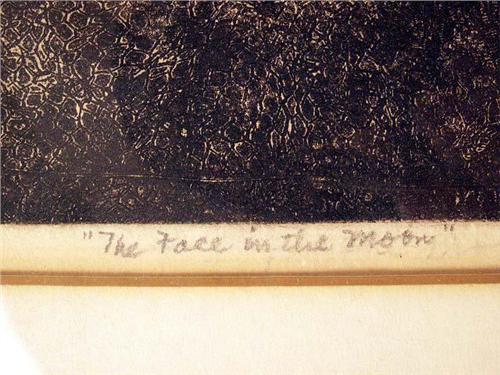 "The Face in the Moon"